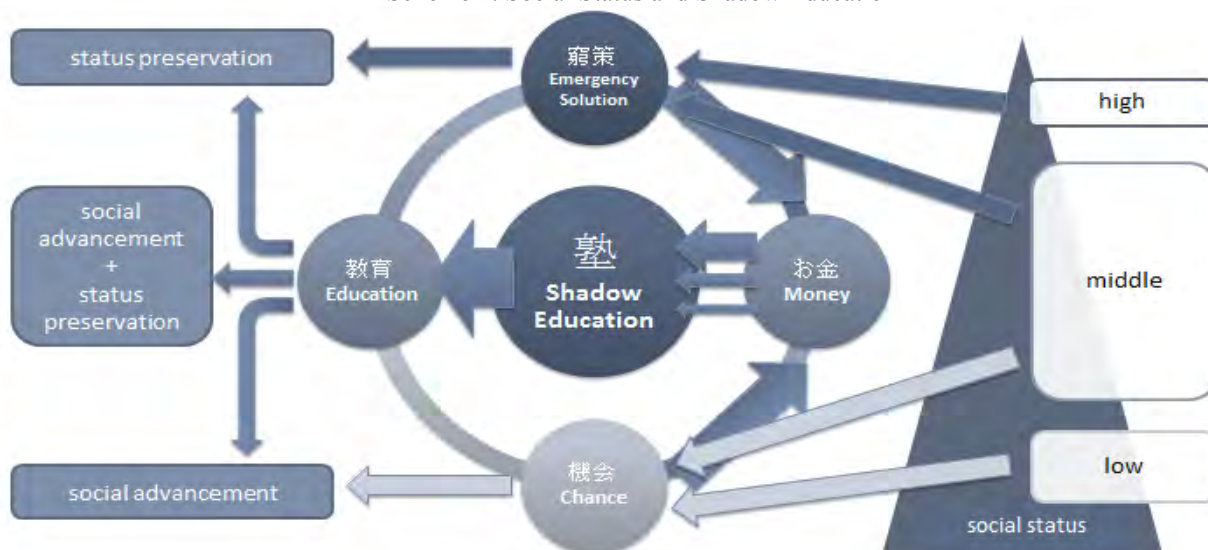 status preservation
窮策
Emergency
Solution
high
social
advancement
+
status
preservation
教育
Education
塾
Shadow
Education
お金
Money
middle
social advancement
機会
Chance
low
social status